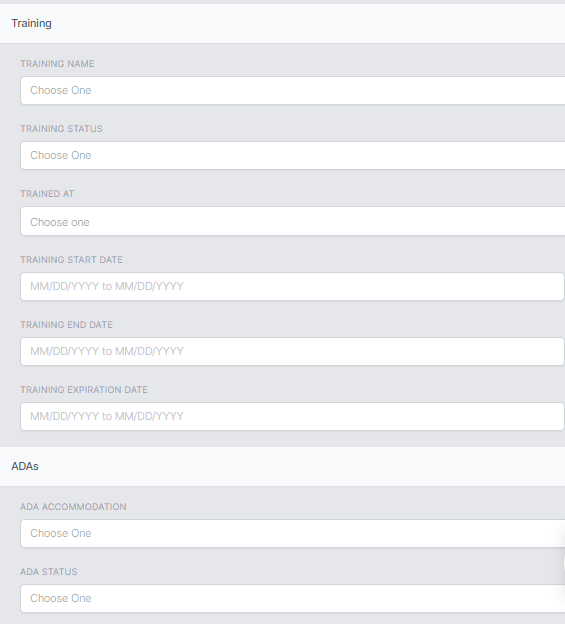 Training
TRAINING NAME
Choose One
TRAINING STATUS
Choose One
TRAINED AT
Choose one
TRAINING START DATE
MM/DD/YYYY to MM/DD/YYYY
TRAINING END DATE
MM/DD/YYYY to MM/DD/YYYY
TRAINING EXPIRATION DATE
MM/DD/YYYY to MM/DD/YYYY
ADAs
ADA ACCOMMODATION
Choose One
ADA STATUS
Choose One